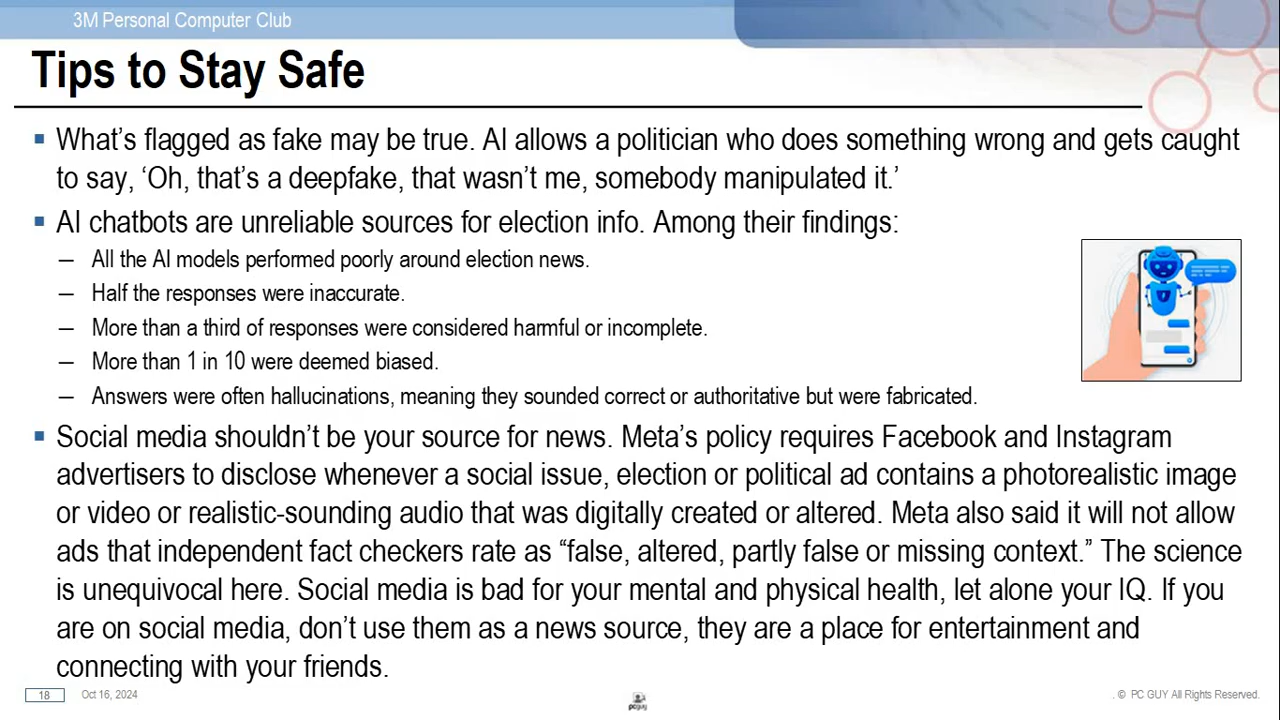 3M Personal Computer Club
Tips to Stay Safe
▪ What’s flagged as fake may be true. AI allows a politician who does something wrong and gets caught
to say, ‘Oh, that’s a deepfake, that wasn’t me, somebody manipulated it.’
▪ AI chatbots are unreliable sources for election info. Among their findings:
– All the AI models performed poorly around election news.
– Half the responses were inaccurate.
– More than a third of responses were considered harmful or incomplete.
– More than 1 in 10 were deemed biased.
– Answers were often hallucinations, meaning they sounded correct or authoritative but were fabricated.
▪ Social media shouldn’t be your source for news. Meta’s policy requires Facebook and Instagram
advertisers to disclose whenever a social issue, election or political ad contains a photorealistic image
or video or realistic-sounding audio that was digitally created or altered. Meta also said it will not allow
ads that independent fact checkers rate as “false, altered, partly false or missing context.” The science
is unequivocal here. Social media is bad for your mental and physical health, let alone your IQ. If you
are on social media, don’t use them as a news source, they are a place for entertainment and
connecting with your friends.
18 Oct 16, 2024
pcguy
. © PC GUY All Rights Reserved.